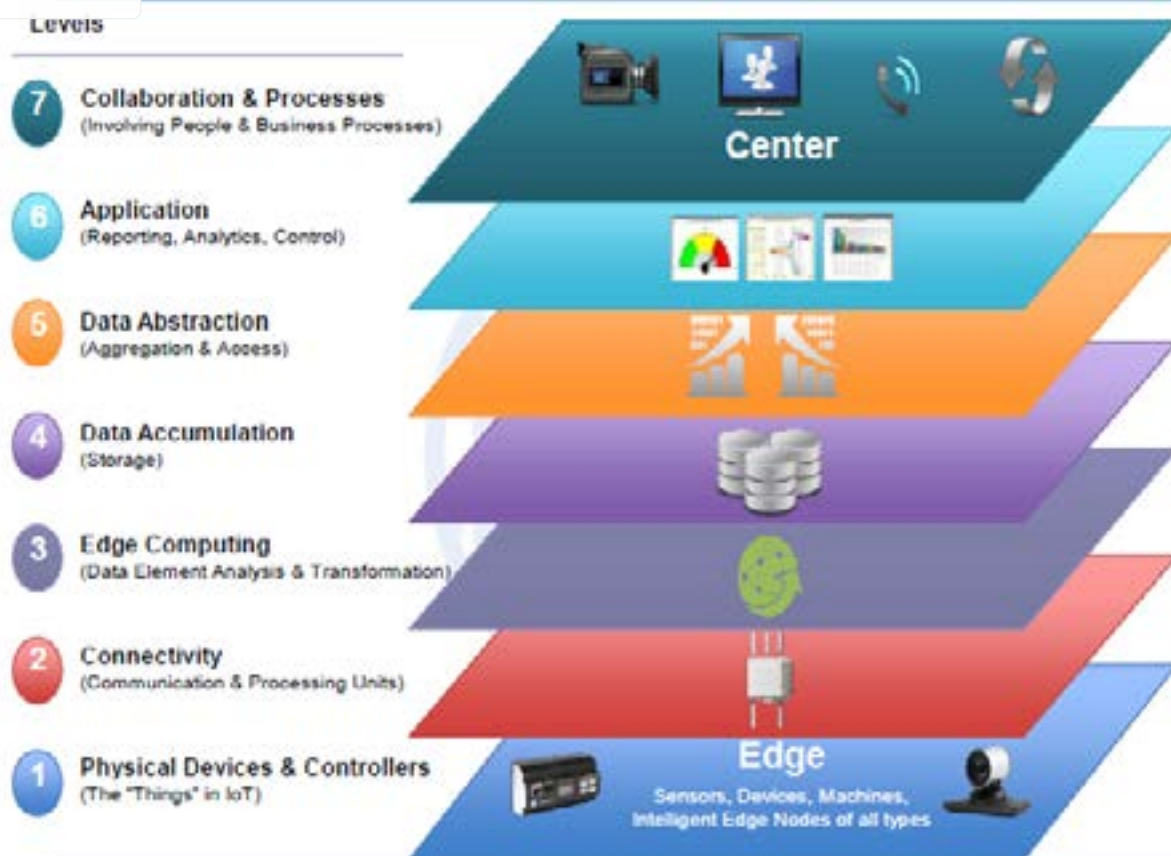 Levels
7
Collaboration & Processes
(Involving People & Business Processes)
Center
6
Application
(Reporting, Analytics, Control)
5
Data Abstraction
(Aggregation & Access)
4
Data Accumulation
(Storage)
3
Edge Computing
(Data Element Analysis & Transformation)
2
Connectivity
(Communication & Processing Units)
1
Physical Devices & Controllers
(The "Things" in IoT)
Edge
Sensors, Devices, Machines,
Intelligent Edge Nodes of all types